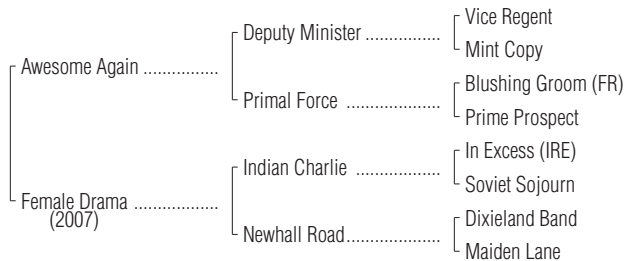 Vice Regent
Deputy Minister ..................
Mint Copy
Awesome Again ...............
Blushing Groom (FR)
Primal Force ...................
Prime Prospect
In Excess (IRE)
Indian Charlie ...................
Soviet Sojourn
Female Drama .................
(2007)
Dixieland Band
Newhall Road...................
Maiden Lane